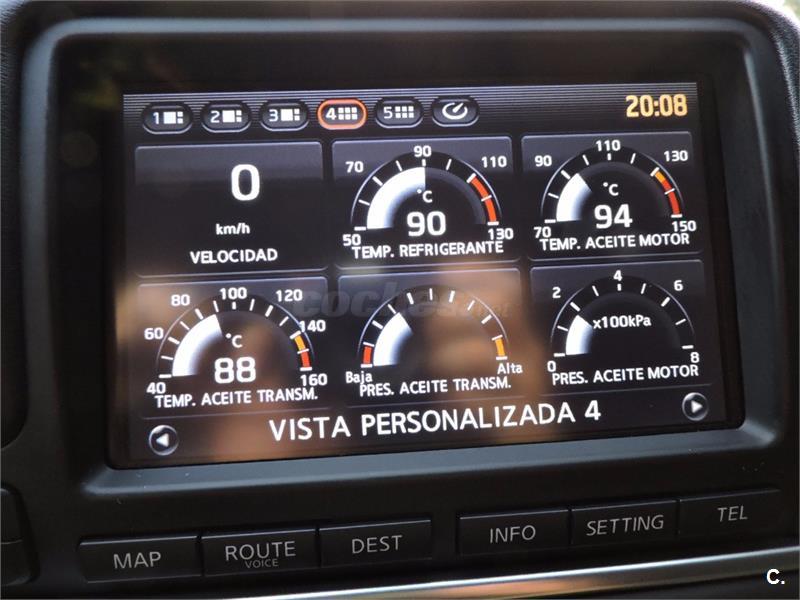 1 2 3 4 5 20:08
0
km/h
VELOCIDAD
70 90 110
°C
90
50 130
TEMP. REFRIGERANTE
90 110 130
°C
94
70 150
TEMP. ACEITE MOTOR
60 80 100 120 140
°C
88
40 160
TEMP. ACEITE TRANSM.
Baja Alta
PRES. ACEITE TRANSM.
2 4 6
x100kPa
0 8
PRES. ACEITE MOTOR
coches.net
VISTA PERSONALIZADA 4
MAP ROUTE DEST INFO SETTING TEL
VOICE
C.